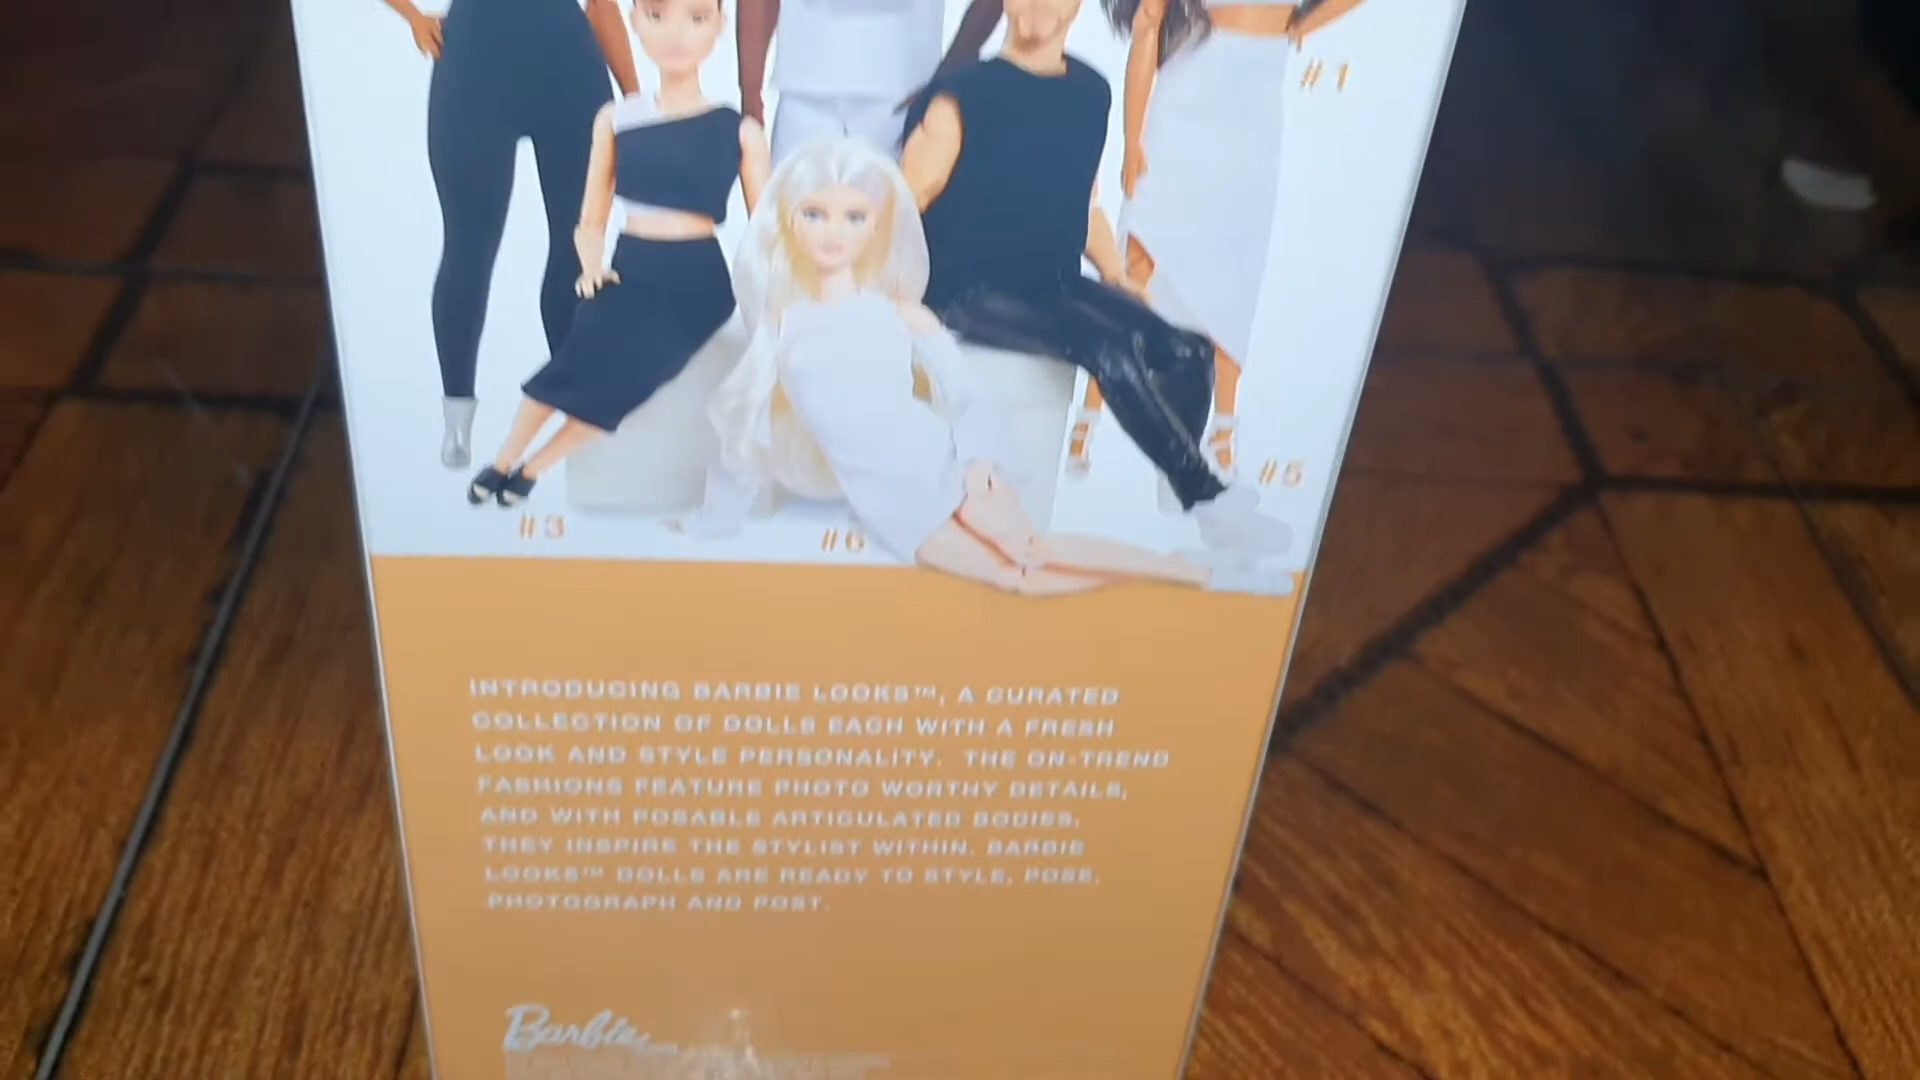 #1
#5
#3
#6
INTRODUCING BARBIE LOOKS™, A CURATED
COLLECTION OF DOLLS EACH WITH A FRESH
LOOK AND STYLE PERSONALITY. THE ON-TREND
FASHIONS FEATURE PHOTO WORTHY DETAILS,
AND WITH POSABLE ARTICULATED BODIES,
THEY INSPIRE THE STYLIST WITHIN. BARBIE
LOOKS™ DOLLS ARE READY TO STYLE, POSE,
PHOTOGRAPH AND POST.
Barbie